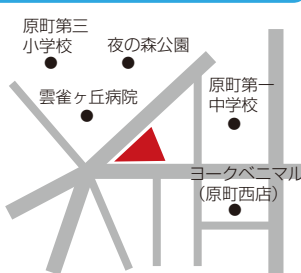 原町第三
小学校
夜の森公園
雲雀ヶ丘病院
原町第一
中学校
ヨークベニマル
（原町西店）